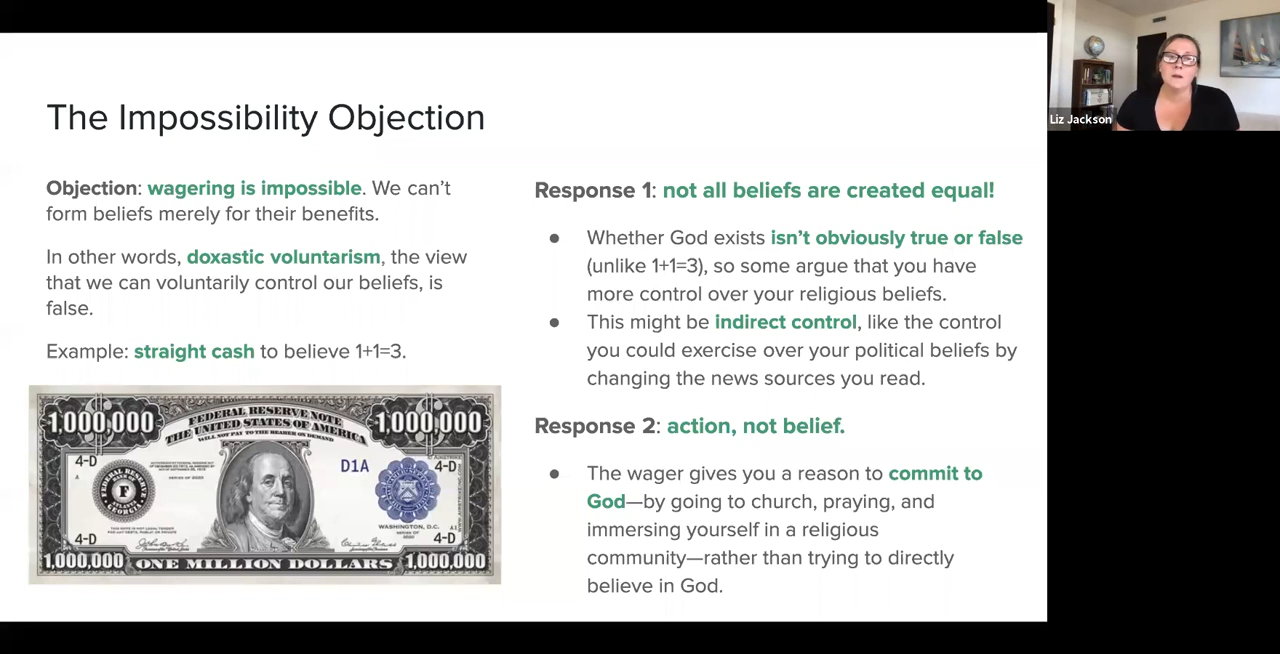 The Impossibility Objection
Objection: wagering is impossible. We can’t
form beliefs merely for their benefits.
In other words, doxastic voluntarism, the view
that we can voluntarily control our beliefs, is
false.
Example: straight cash to believe 1+1=3.
1,000,000
FEDERAL RESERVE NOTE
1,000,000
THE UNITED STATES OF AMERICA
WILL NOT PAY TO THE BEARER ON DEMAND
4-D
D1A
4-D
A
F
WASHINGTON, D.C.
4-D
4-D
1,000,000
ONE MILLION DOLLARS
1,000,000
Response 1: not all beliefs are created equal!
● Whether God exists isn’t obviously true or false
(unlike 1+1=3), so some argue that you have
more control over your religious beliefs.
● This might be indirect control, like the control
you could exercise over your political beliefs by
changing the news sources you read.
Response 2: action, not belief.
● The wager gives you a reason to commit to
God—by going to church, praying, and
immersing yourself in a religious
community—rather than trying to directly
believe in God.
Liz Jackson